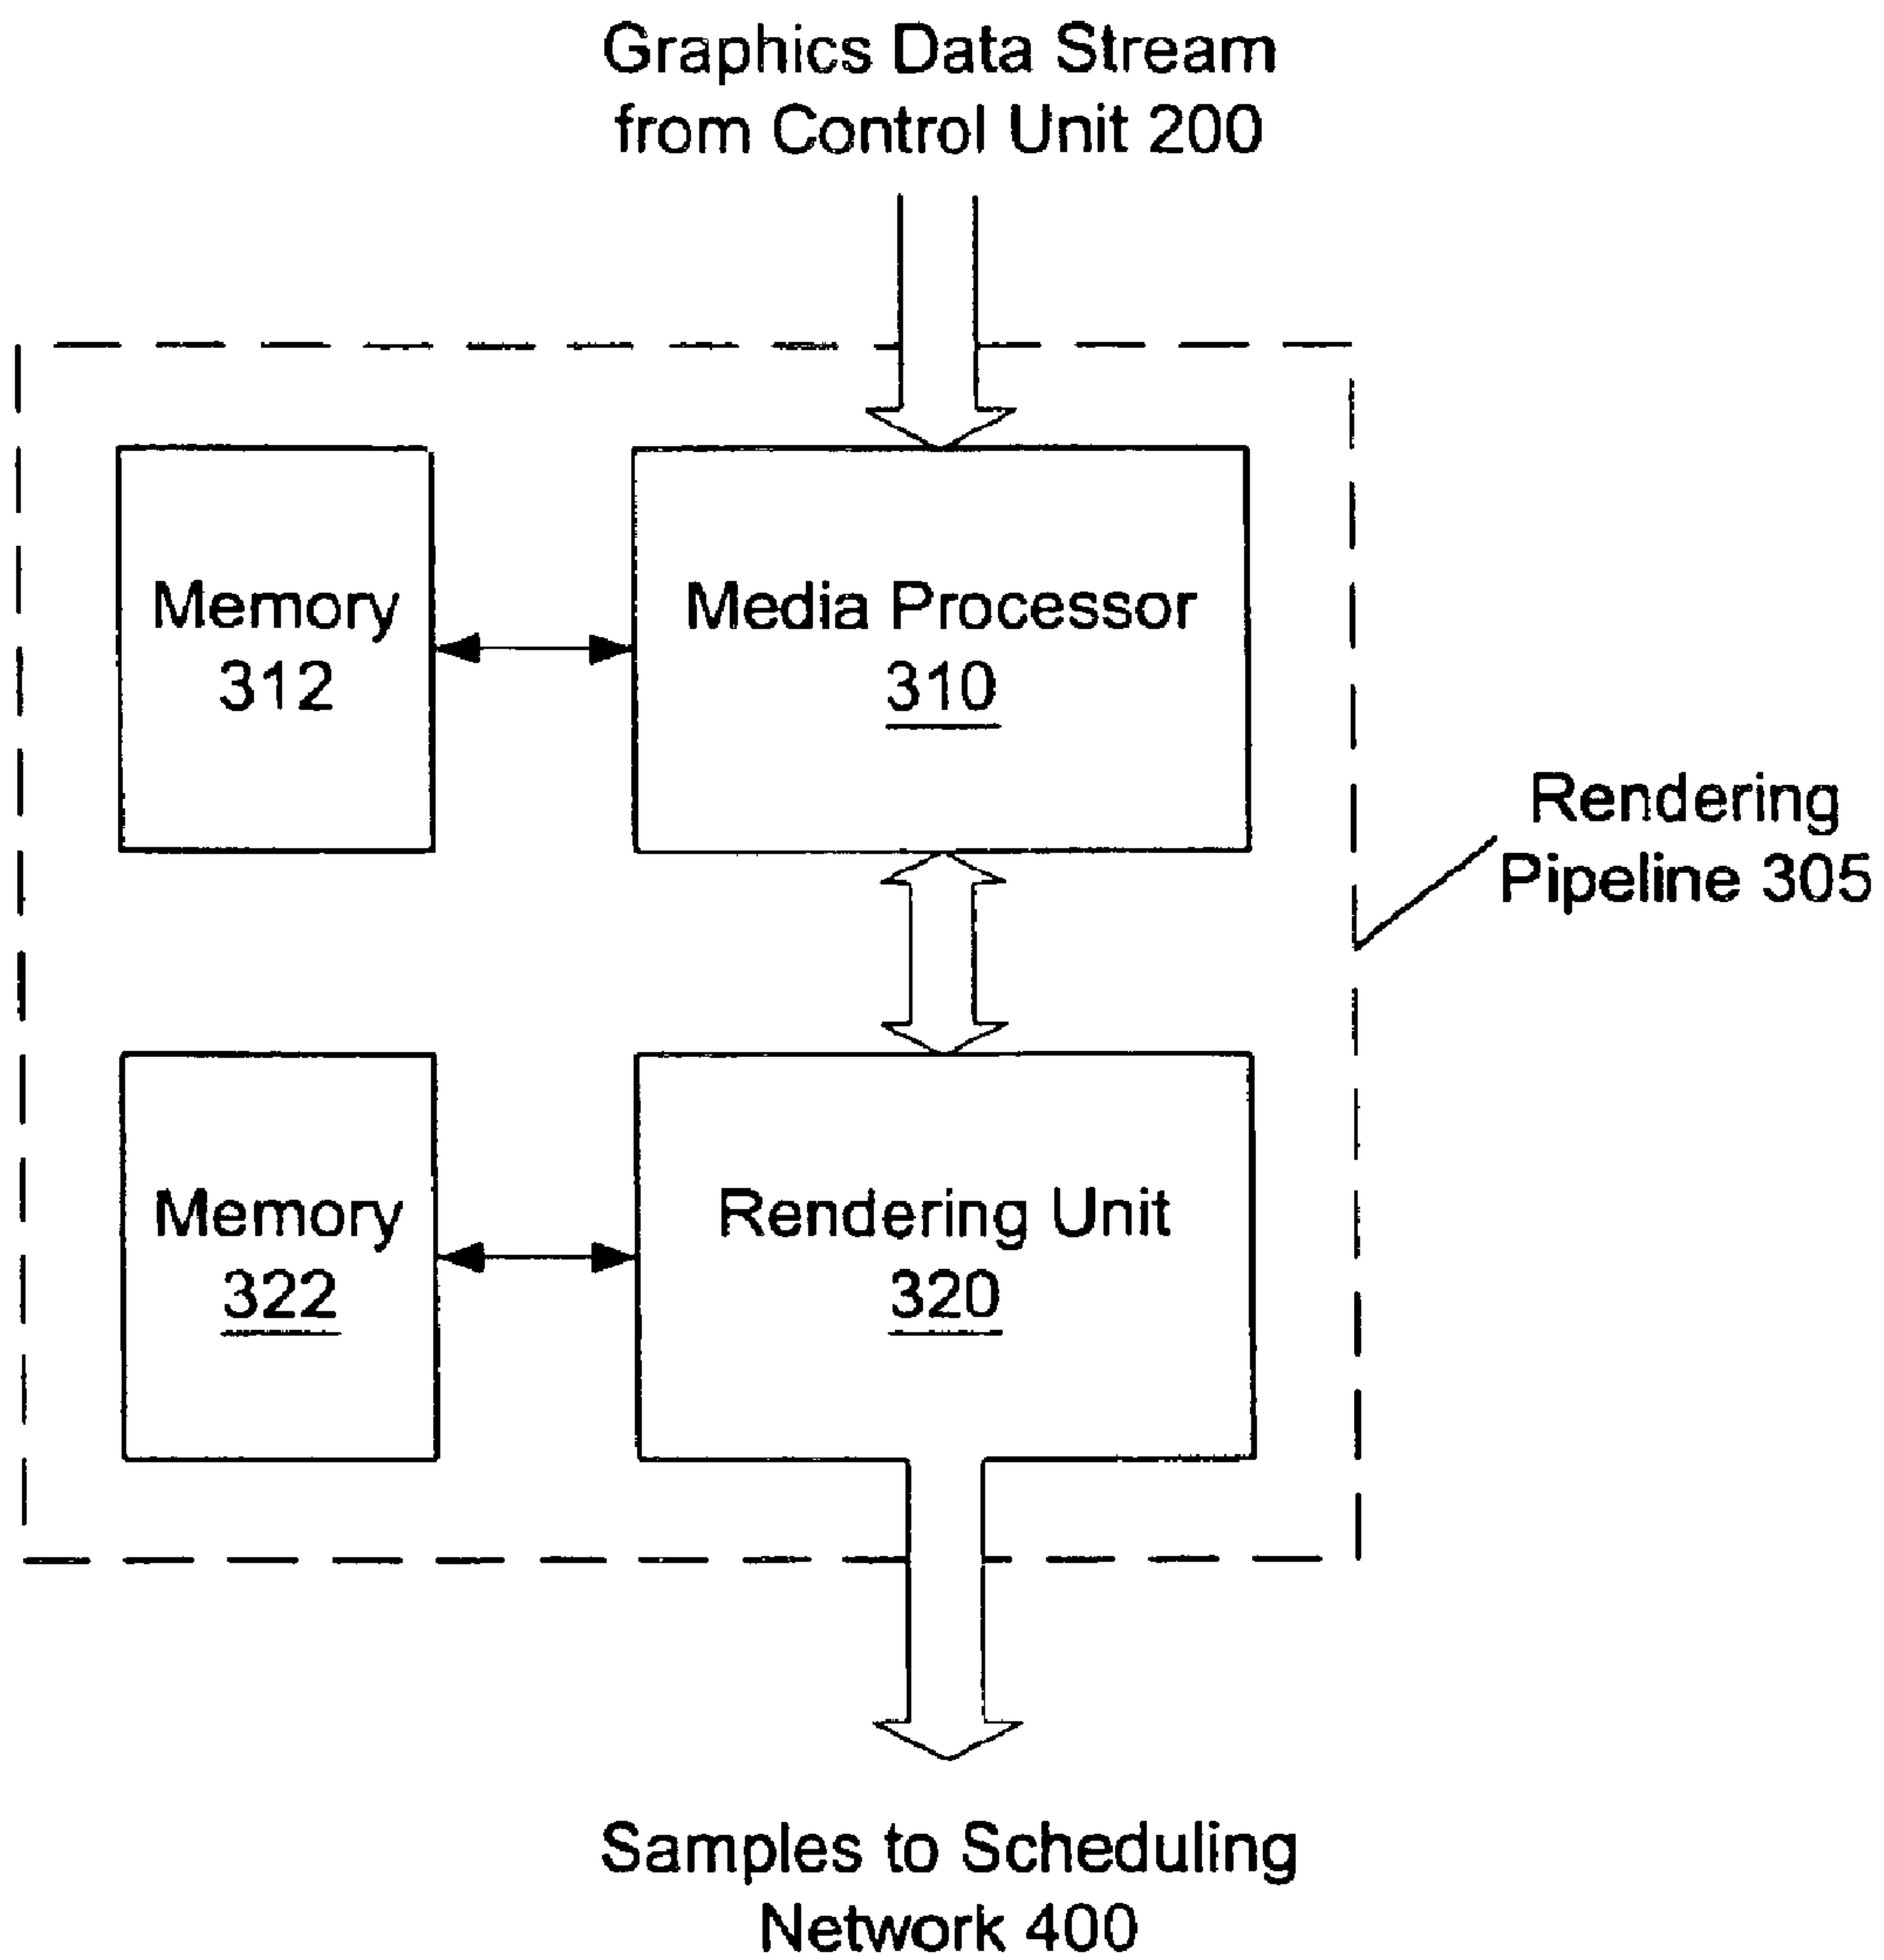 Graphics Data Stream
from Control Unit 200
Memory
312
Media Processor
310
Rendering
Pipeline 305
Memory
322
Rendering Unit
320
Samples to Scheduling
Network 400